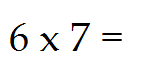 6 x 7 =